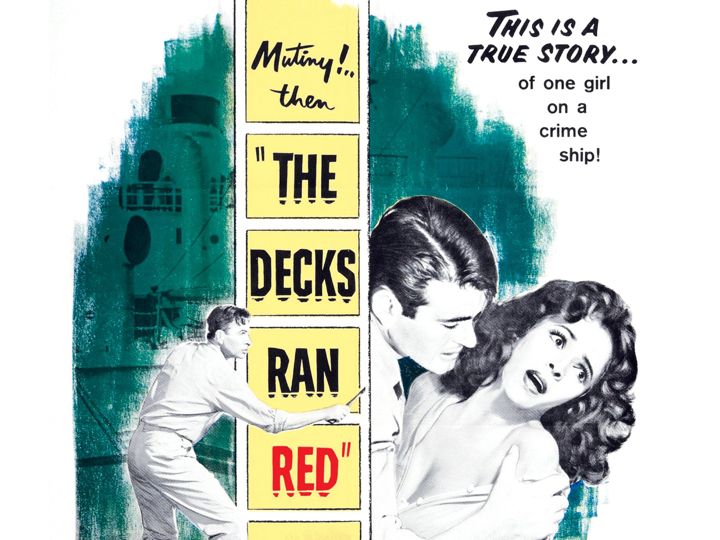 Mutiny!..
then
"THE
DECKS
RAN
RED"
THIS IS A
TRUE STORY...
of one girl
on a
crime
ship!